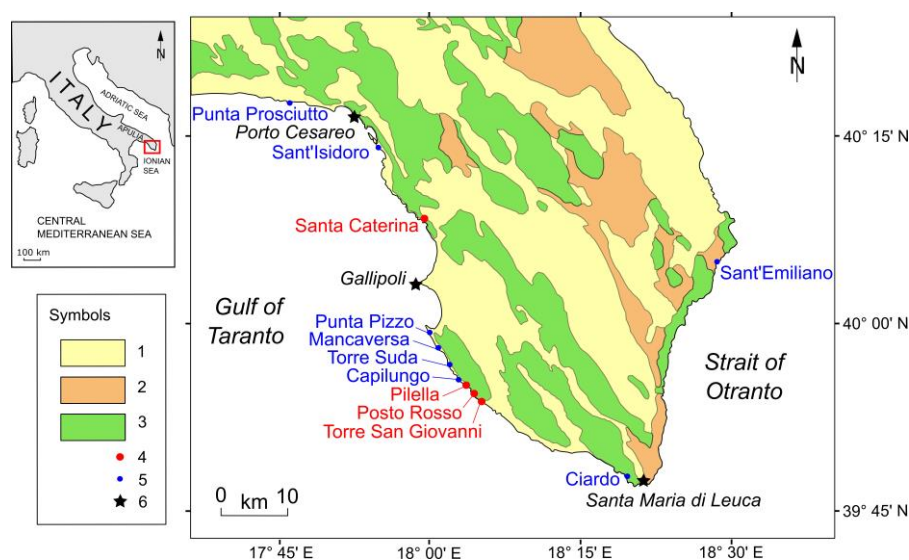 N
ITALY
ADRIATIC SEA
APULIA
IONIAN
SEA
CENTRAL
MEDITERRANEAN SEA
100 km
Symbols
1
2
3
4
5
6
N
Punta Prosciutto
Porto Cesareo
Sant'Isidoro
Santa Caterina
Gallipoli
Gulf of
Taranto
Punta Pizzo
Mancaversa
Torre Suda
Capilungo
Pilella
Posto Rosso
Torre San Giovanni
Sant'Emiliano
Strait of
Otranto
Ciardo
Santa Maria di Leuca
0 km 10
40° 15'
40° 00'
39° 45' N
17° 45' E
18° 00' E
18° 15' E
18° 30' E